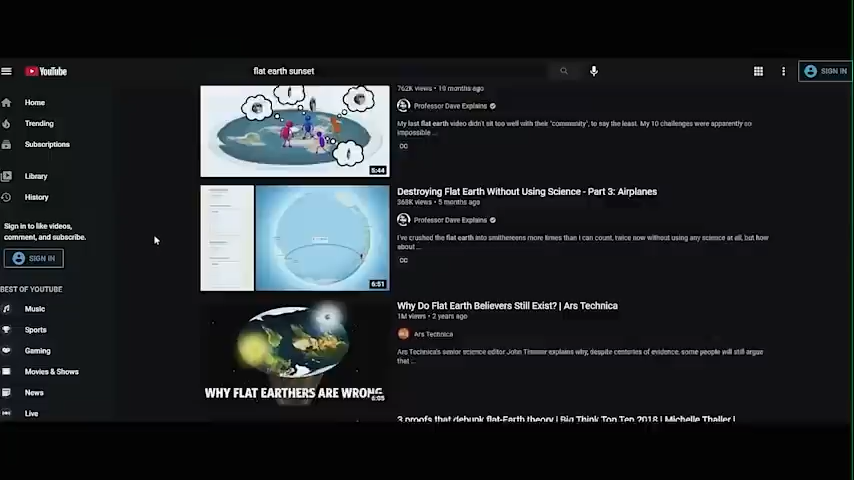 YouTube
flat earth sunset
SIGN IN
Home
Trending
Subscriptions
Library
History
Sign in to like videos,
comment, and subscribe.
SIGN IN
BEST OF YOUTUBE
Music
Sports
Gaming
Movies & Shows
News
Live
5:44
762K views • 10 months ago
Professor Dave Explains
My last flat earth video didn't sit too well with their "community", to say the least. My 10 challenges were apparently so
impossible ...
CC
6:51
Destroying Flat Earth Without Using Science - Part 3: Airplanes
368K views • 5 months ago
Professor Dave Explains
I've crushed the flat earth into smithereens more times than I can count, twice now without using any science at all, but how
about ...
CC
WHY FLAT EARTHERS ARE WRONG
6:05
Why Do Flat Earth Believers Still Exist? | Ars Technica
1M views • 2 years ago
Ars Technica
Ars Technica's senior science editor John Timmer explains why, despite centuries of evidence, some people will still argue
that ...
3 proofs that debunk flat-Earth theory | Big Think Top Ten 2018 | Michelle Thaller |